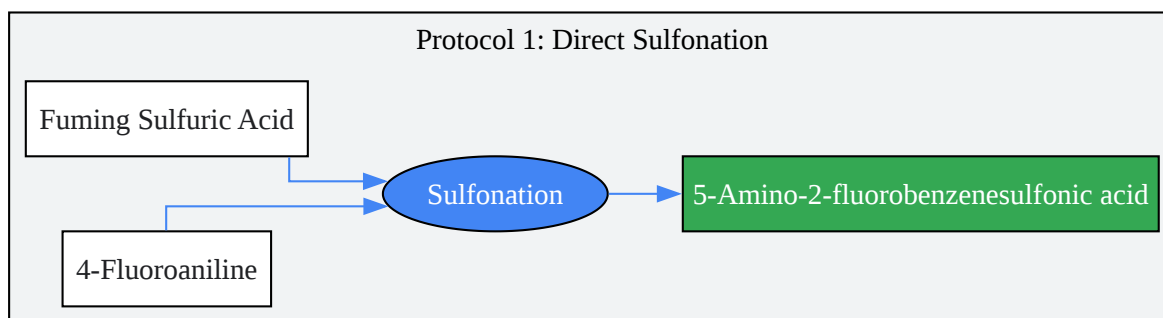 Protocol 1: Direct Sulfonation
Fuming Sulfuric Acid
Sulfonation
5-Amino-2-fluorobenzenesulfonic acid
4-Fluoroaniline